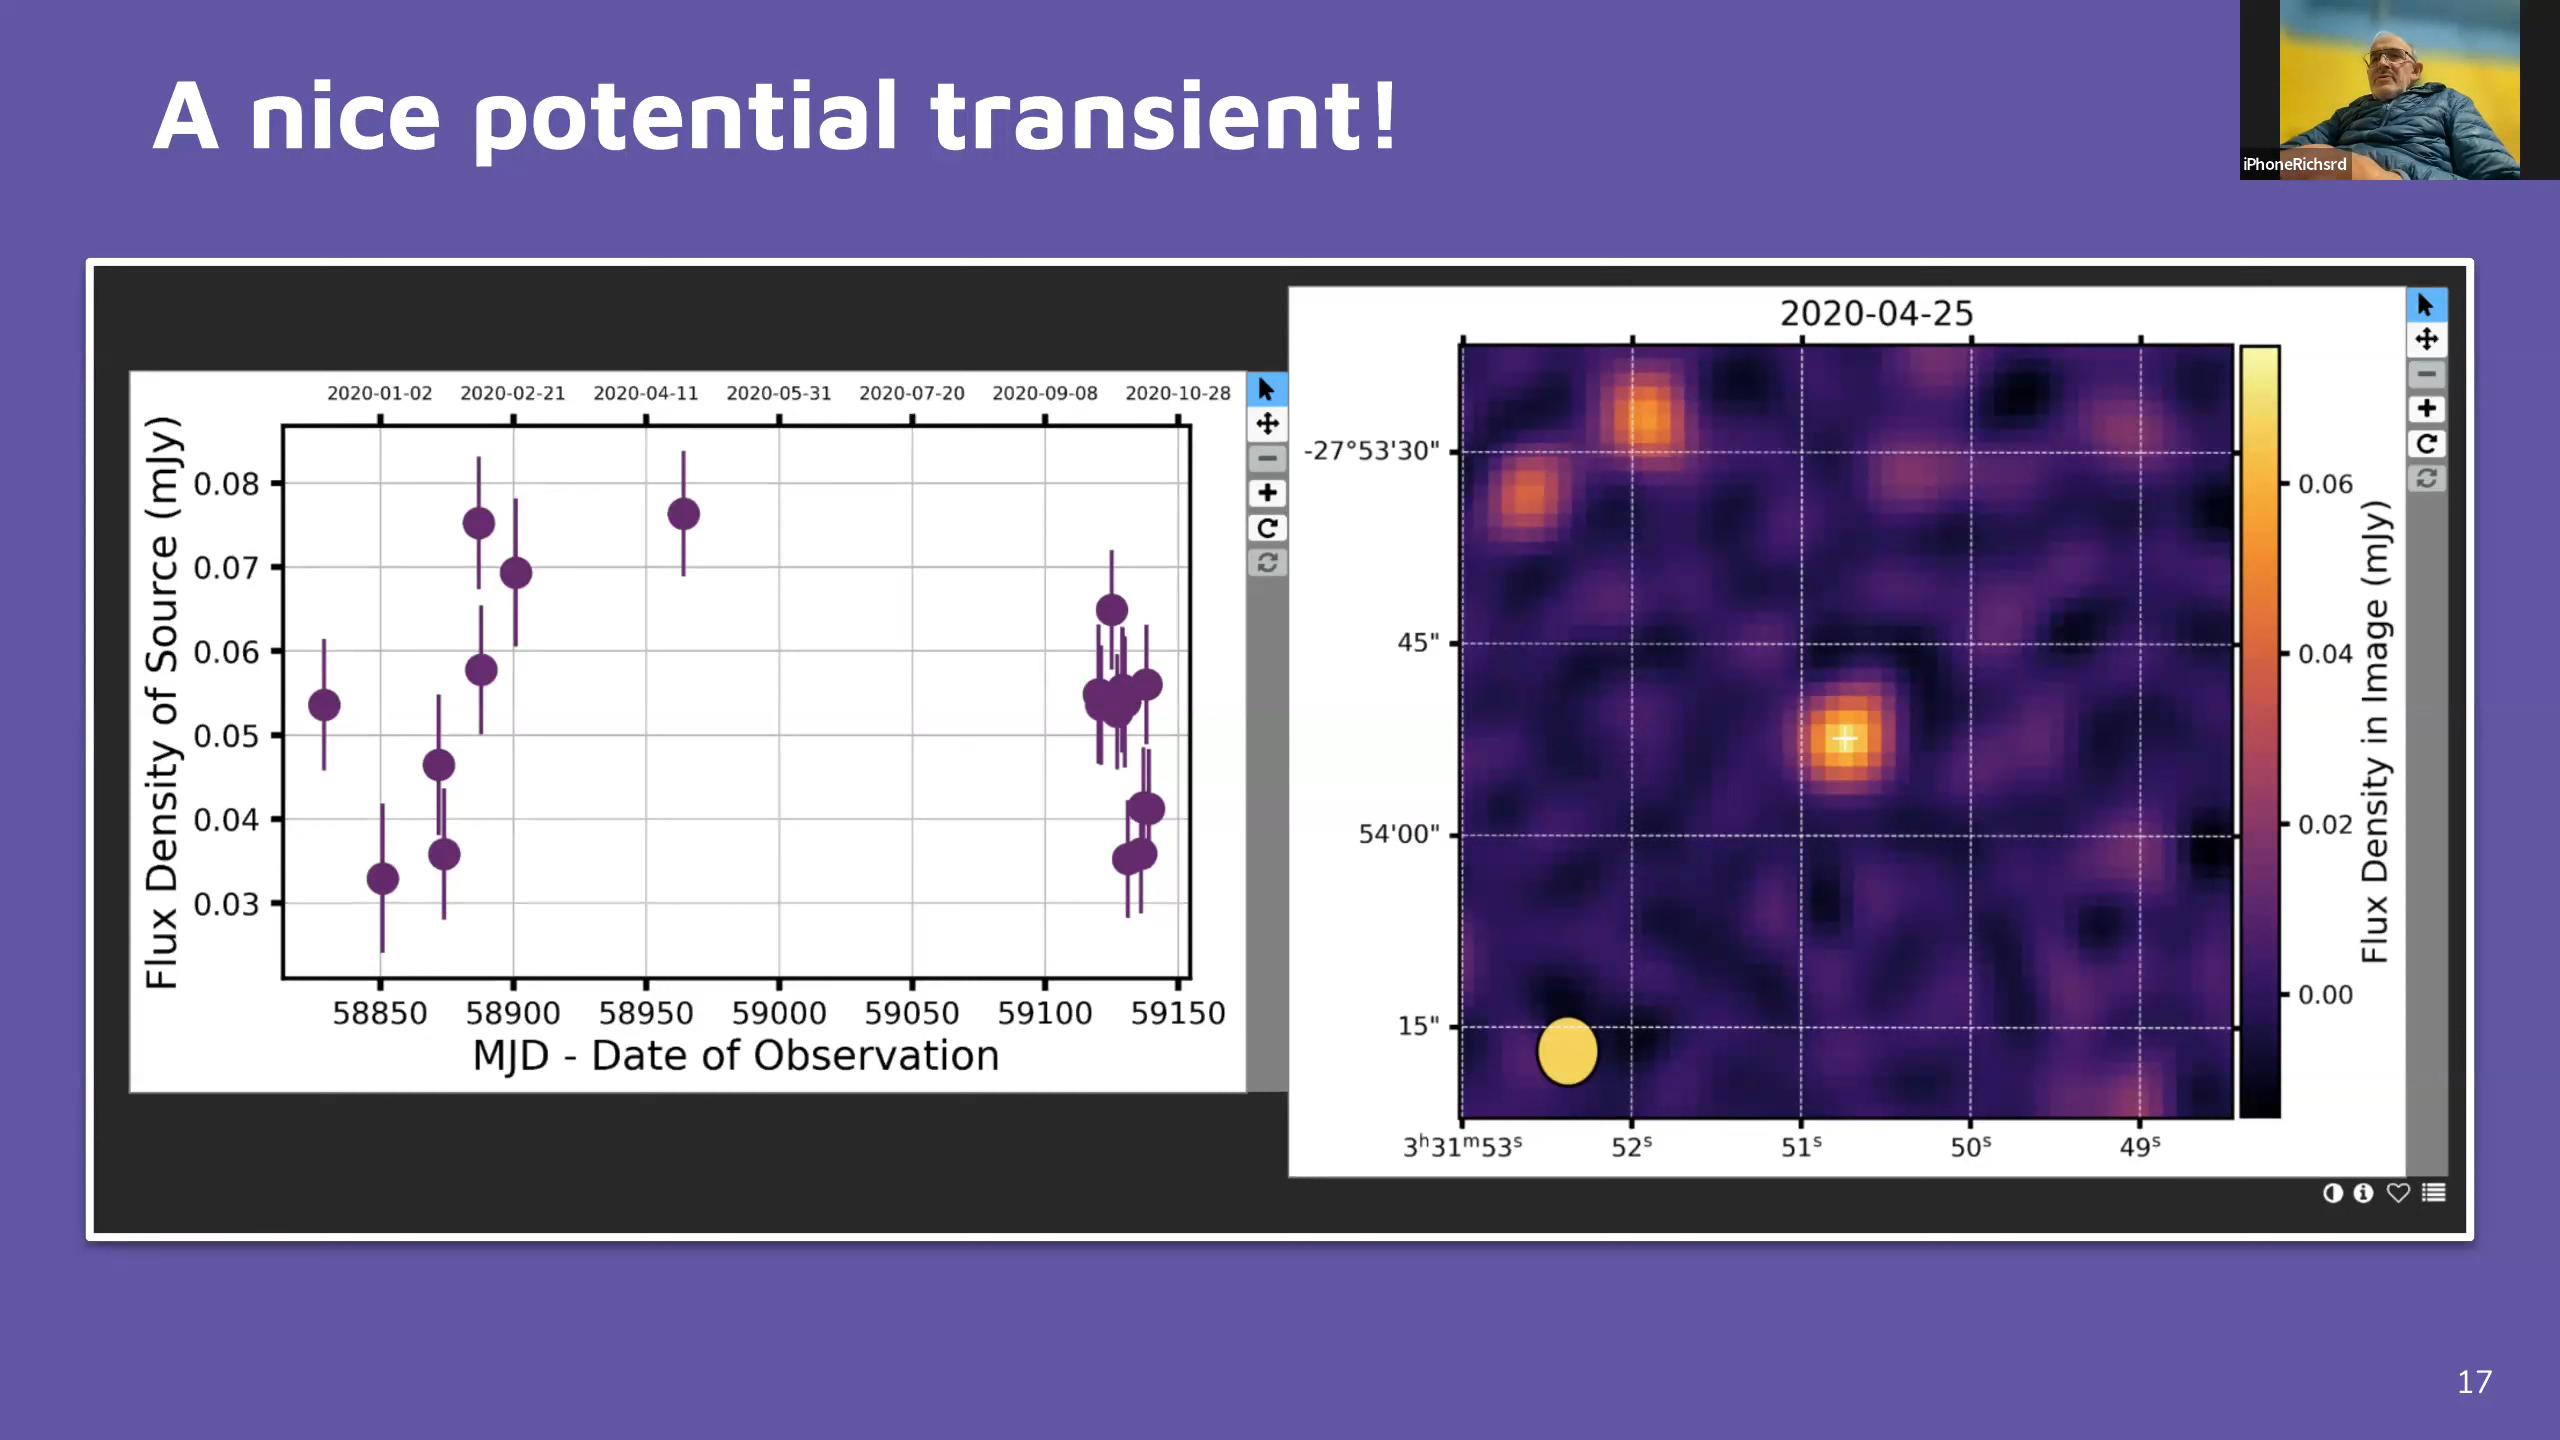 A nice potential transient!
iPhoneRichsrd
2020-01-02 2020-02-21 2020-04-11 2020-05-31 2020-07-20 2020-09-08 2020-10-28
Flux Density of Source (mJy)
0.08
0.07
0.06
0.05
0.04
0.03
58850 58900 58950 59000 59050 59100 59150
MJD - Date of Observation
2020-04-25
-27°53'30"
45"
54'00"
15"
3ʰ31ᵐ53ˢ 52ˢ 51ˢ 50ˢ 49ˢ
0.06
0.04
0.02
0.00
Flux Density in Image (mJy)
17